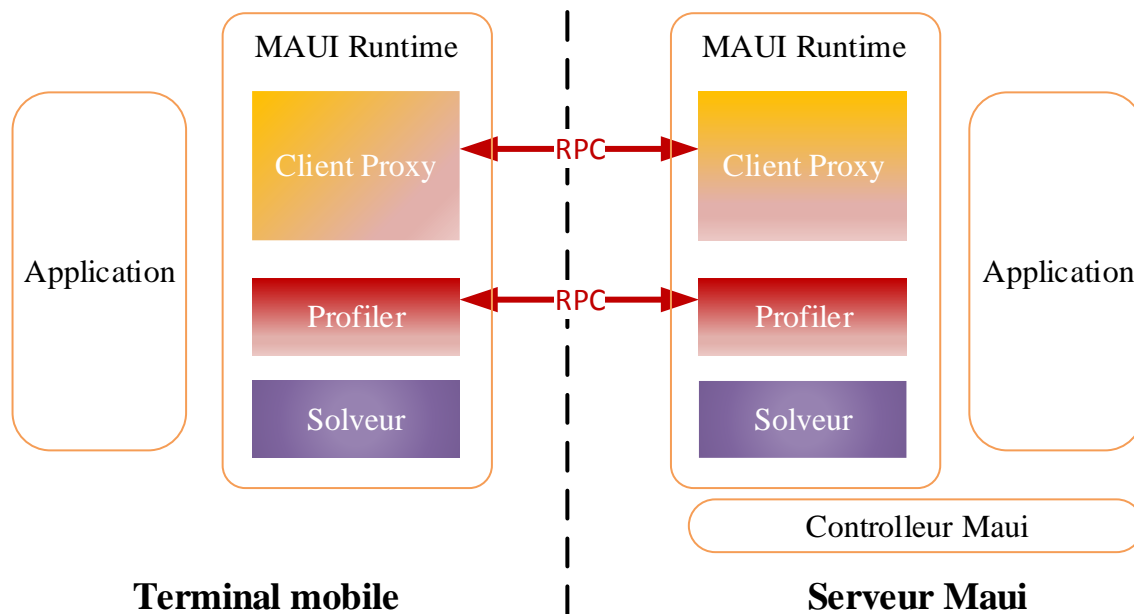 MAUI Runtime
Client Proxy
Profiler
Solveur
Application
RPC
RPC
MAUI Runtime
Client Proxy
Profiler
Solveur
Application
Controlleur Maui
Terminal mobile
Serveur Maui